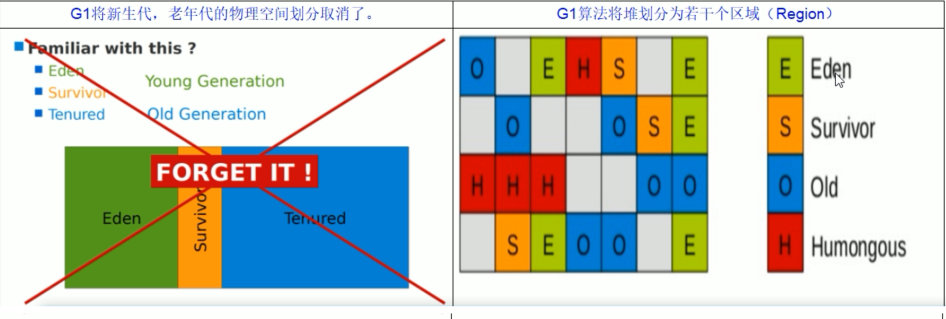 G1将新生代，老年代的物理空间划分取消了。
Familiar with this ?
Eden
Survivor
Tenured
Young Generation
Old Generation
FORGET IT !
Eden
Survivor
Tenured
G1算法将堆划分为若干个区域（Region）
O E H S E
O O S E
H H H O O
S E O O E
E Eden
S Survivor
O Old
H Humongous